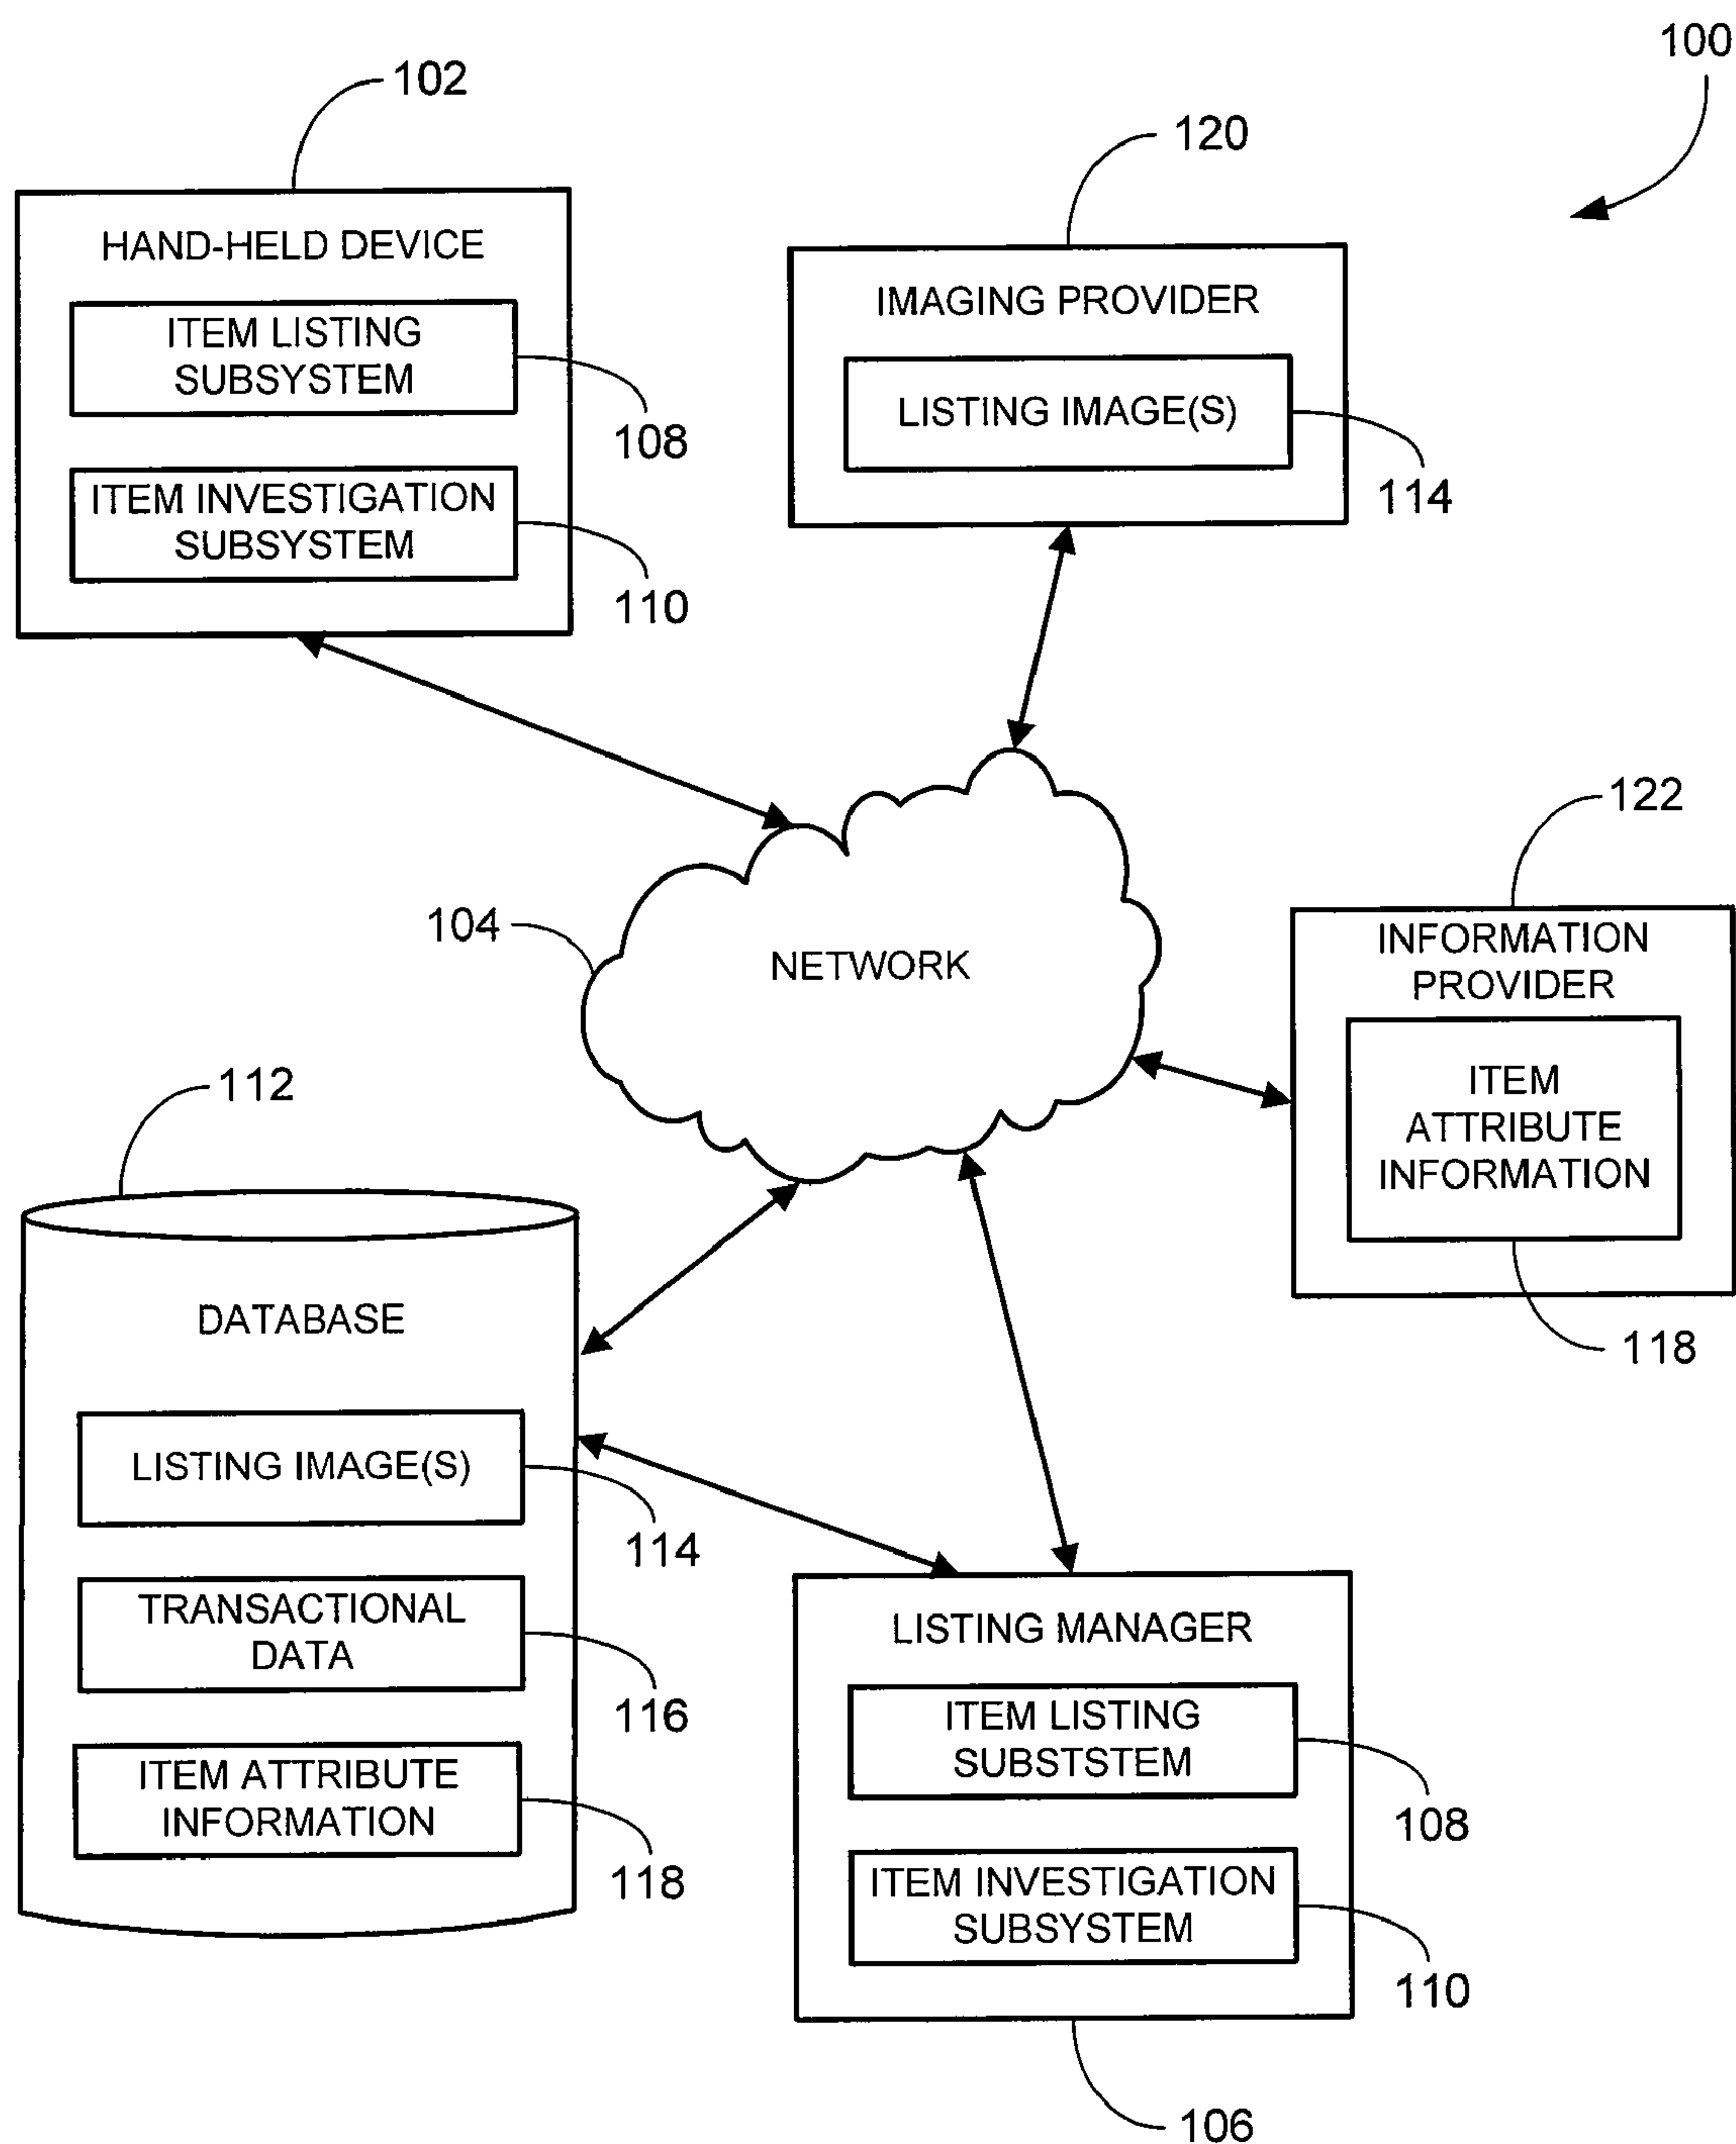 100
102
HAND-HELD DEVICE
ITEM LISTING
SUBSYSTEM
108
ITEM INVESTIGATION
SUBSYSTEM
110
120
IMAGING PROVIDER
LISTING IMAGE(S)
114
104
NETWORK
122
INFORMATION
PROVIDER
ITEM
ATTRIBUTE
INFORMATION
118
112
DATABASE
LISTING IMAGE(S)
114
TRANSACTIONAL
DATA
116
ITEM ATTRIBUTE
INFORMATION
118
LISTING MANAGER
ITEM LISTING
SUBSTSTEM
108
ITEM INVESTIGATION
SUBSYSTEM
110
106